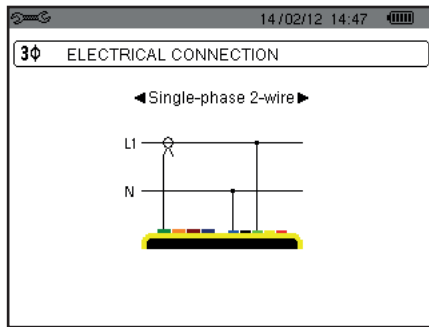 14/02/12 14:47
3Φ ELECTRICAL CONNECTION
◄Single-phase 2-wire►
L1
N